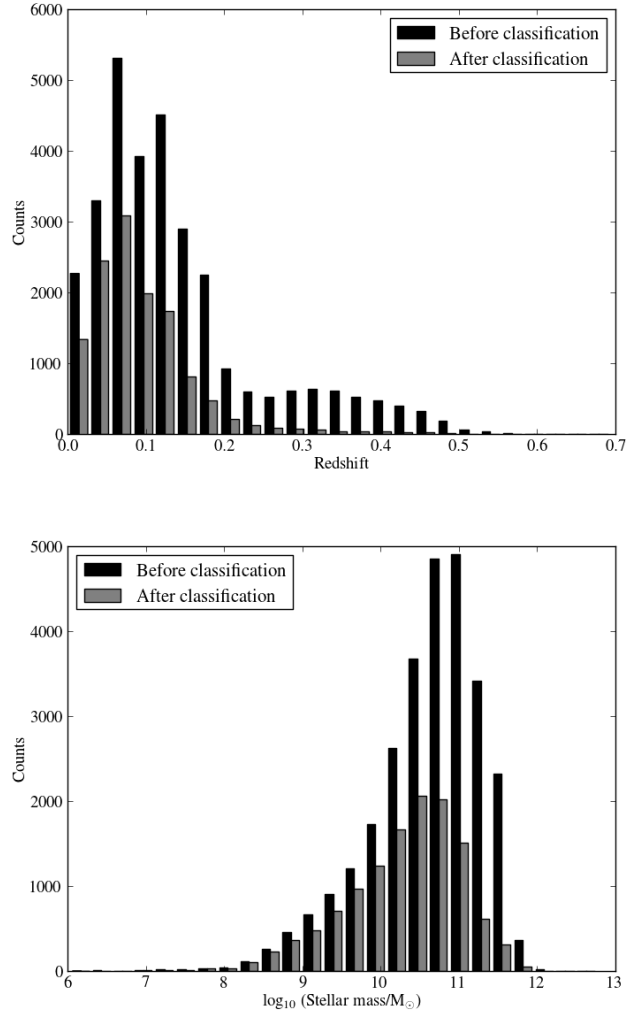 6000
5000
4000
3000
2000
1000
0
Counts
Before classification
After classification
0.0 0.1 0.2 0.3 0.4 0.5 0.6 0.7
Redshift
5000
4000
3000
2000
1000
0
Counts
Before classification
After classification
6 7 8 9 10 11 12 13
log₁₀ (Stellar mass/M☉)